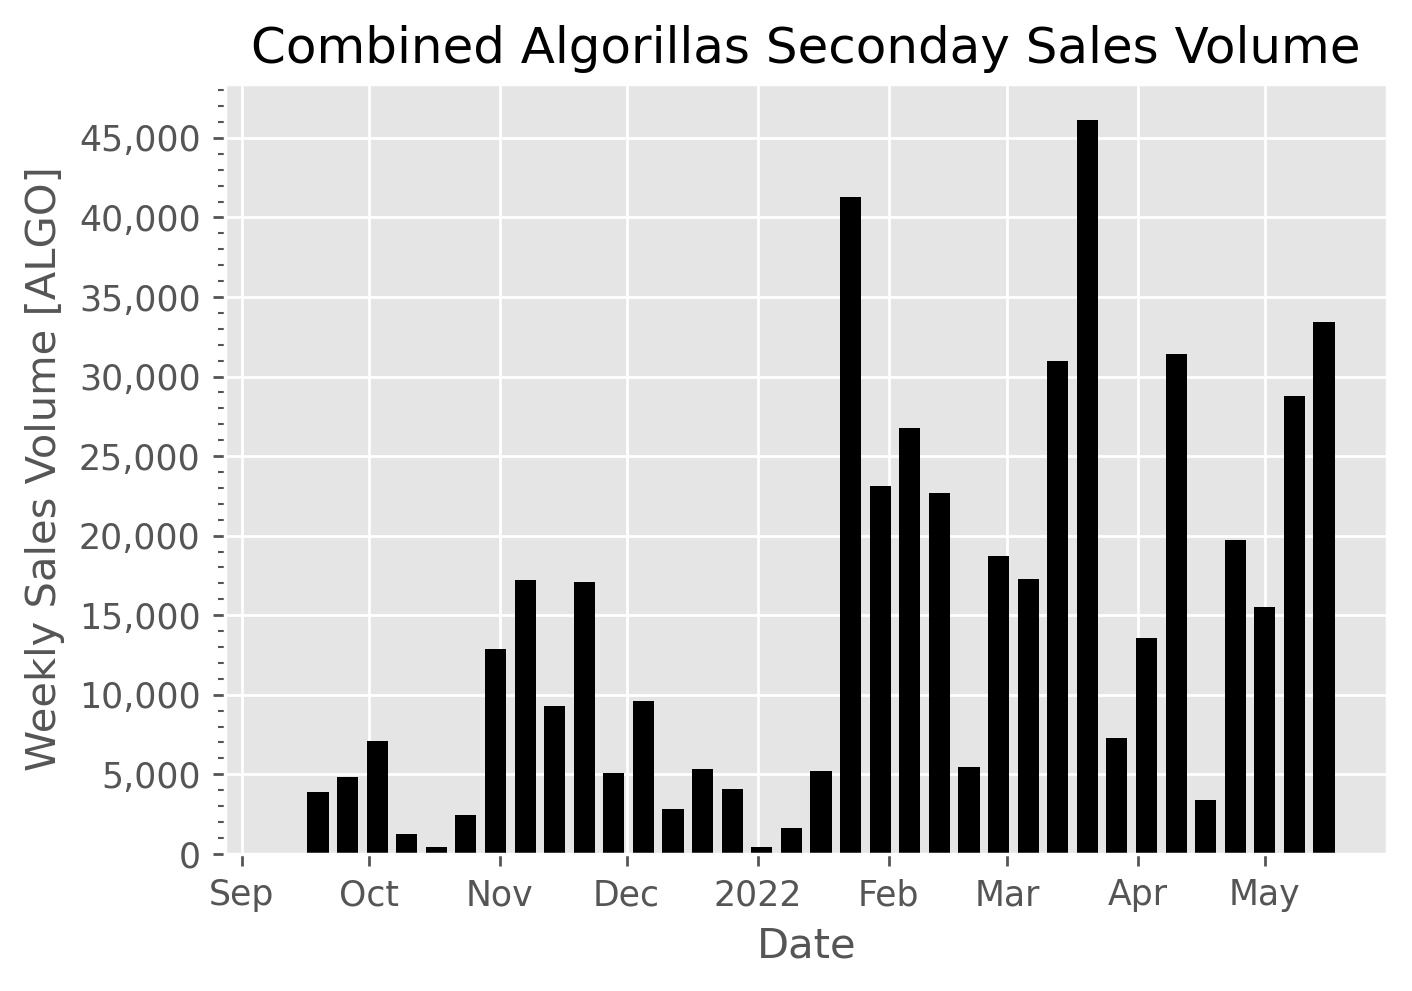 Combined Algorillas Seconday Sales Volume
Weekly Sales Volume [ALGO]
45,000
40,000
35,000
30,000
25,000
20,000
15,000
10,000
5,000
0
Sep Oct Nov Dec 2022 Feb Mar Apr May
Date